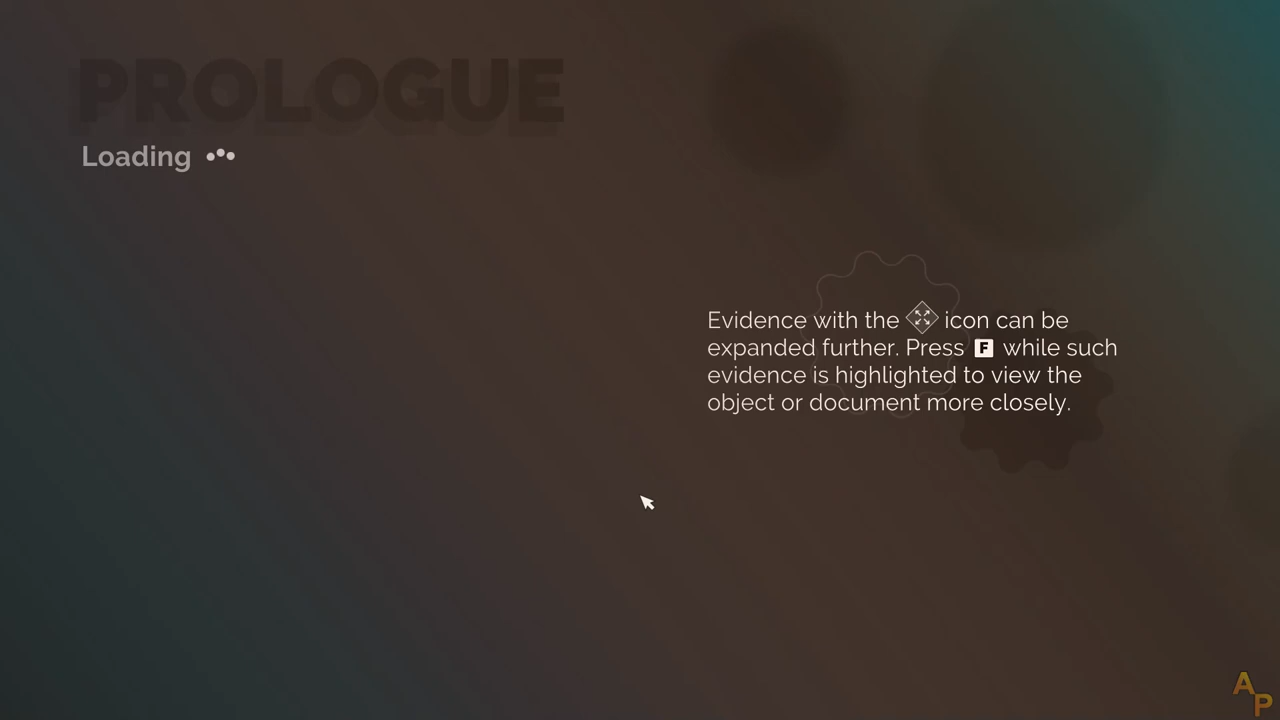 PROLOGUE
Loading
Evidence with the icon can be
expanded further. Press F while such
evidence is highlighted to view the
object or document more closely.
AP